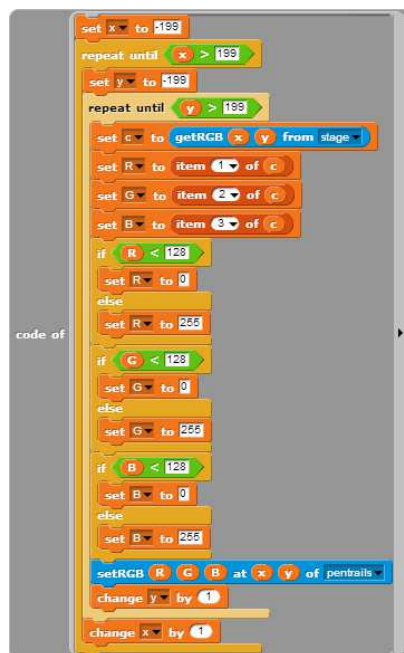 set x to -199
repeat until x > 199
set y to -199
repeat until y > 199
set c to getRGB x y from stage
set R to item 1 of c
set G to item 2 of c
set B to item 3 of c
if R < 128
set R to 0
else
set R to 255
code of
if G < 128
set G to 0
else
set G to 255
if B < 128
set B to 0
else
set B to 255
setRGB R G B at x y of pentrails
change y by 1
change x by 1